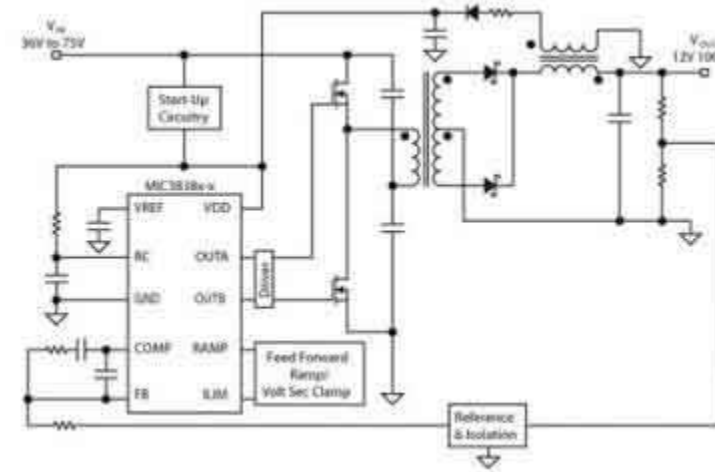 V_IN
36V to 75V
Start-Up
Circuitry
MIC3838x-x
VREF
VDD
RC
OUTA
GND
OUTB
Driver
COMP
RAMP
FB
ILIM
Feed Forward
Ramp/
Volt Sec Clamp
Reference
& Isolation
12V